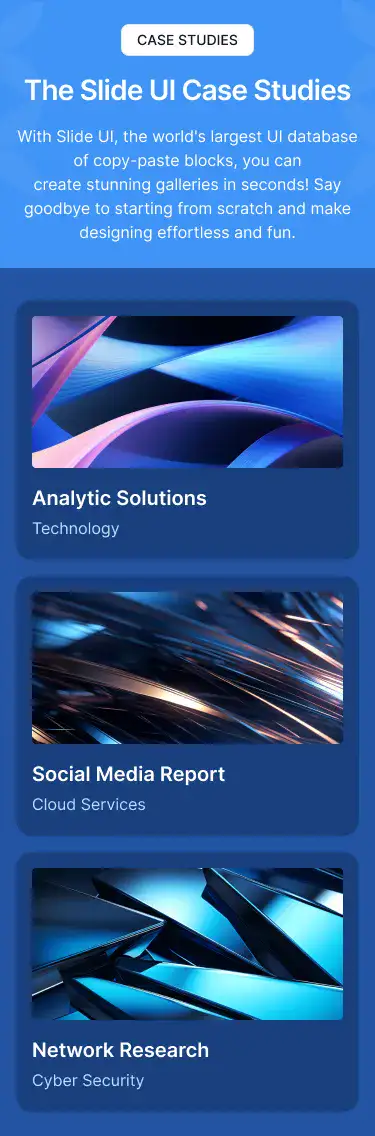 CASE STUDIES
The Slide UI Case Studies
With Slide UI, the world's largest UI database
of copy-paste blocks, you can
create stunning galleries in seconds! Say
goodbye to starting from scratch and make
designing effortless and fun.
Analytic Solutions
Technology
Social Media Report
Cloud Services
Network Research
Cyber Security